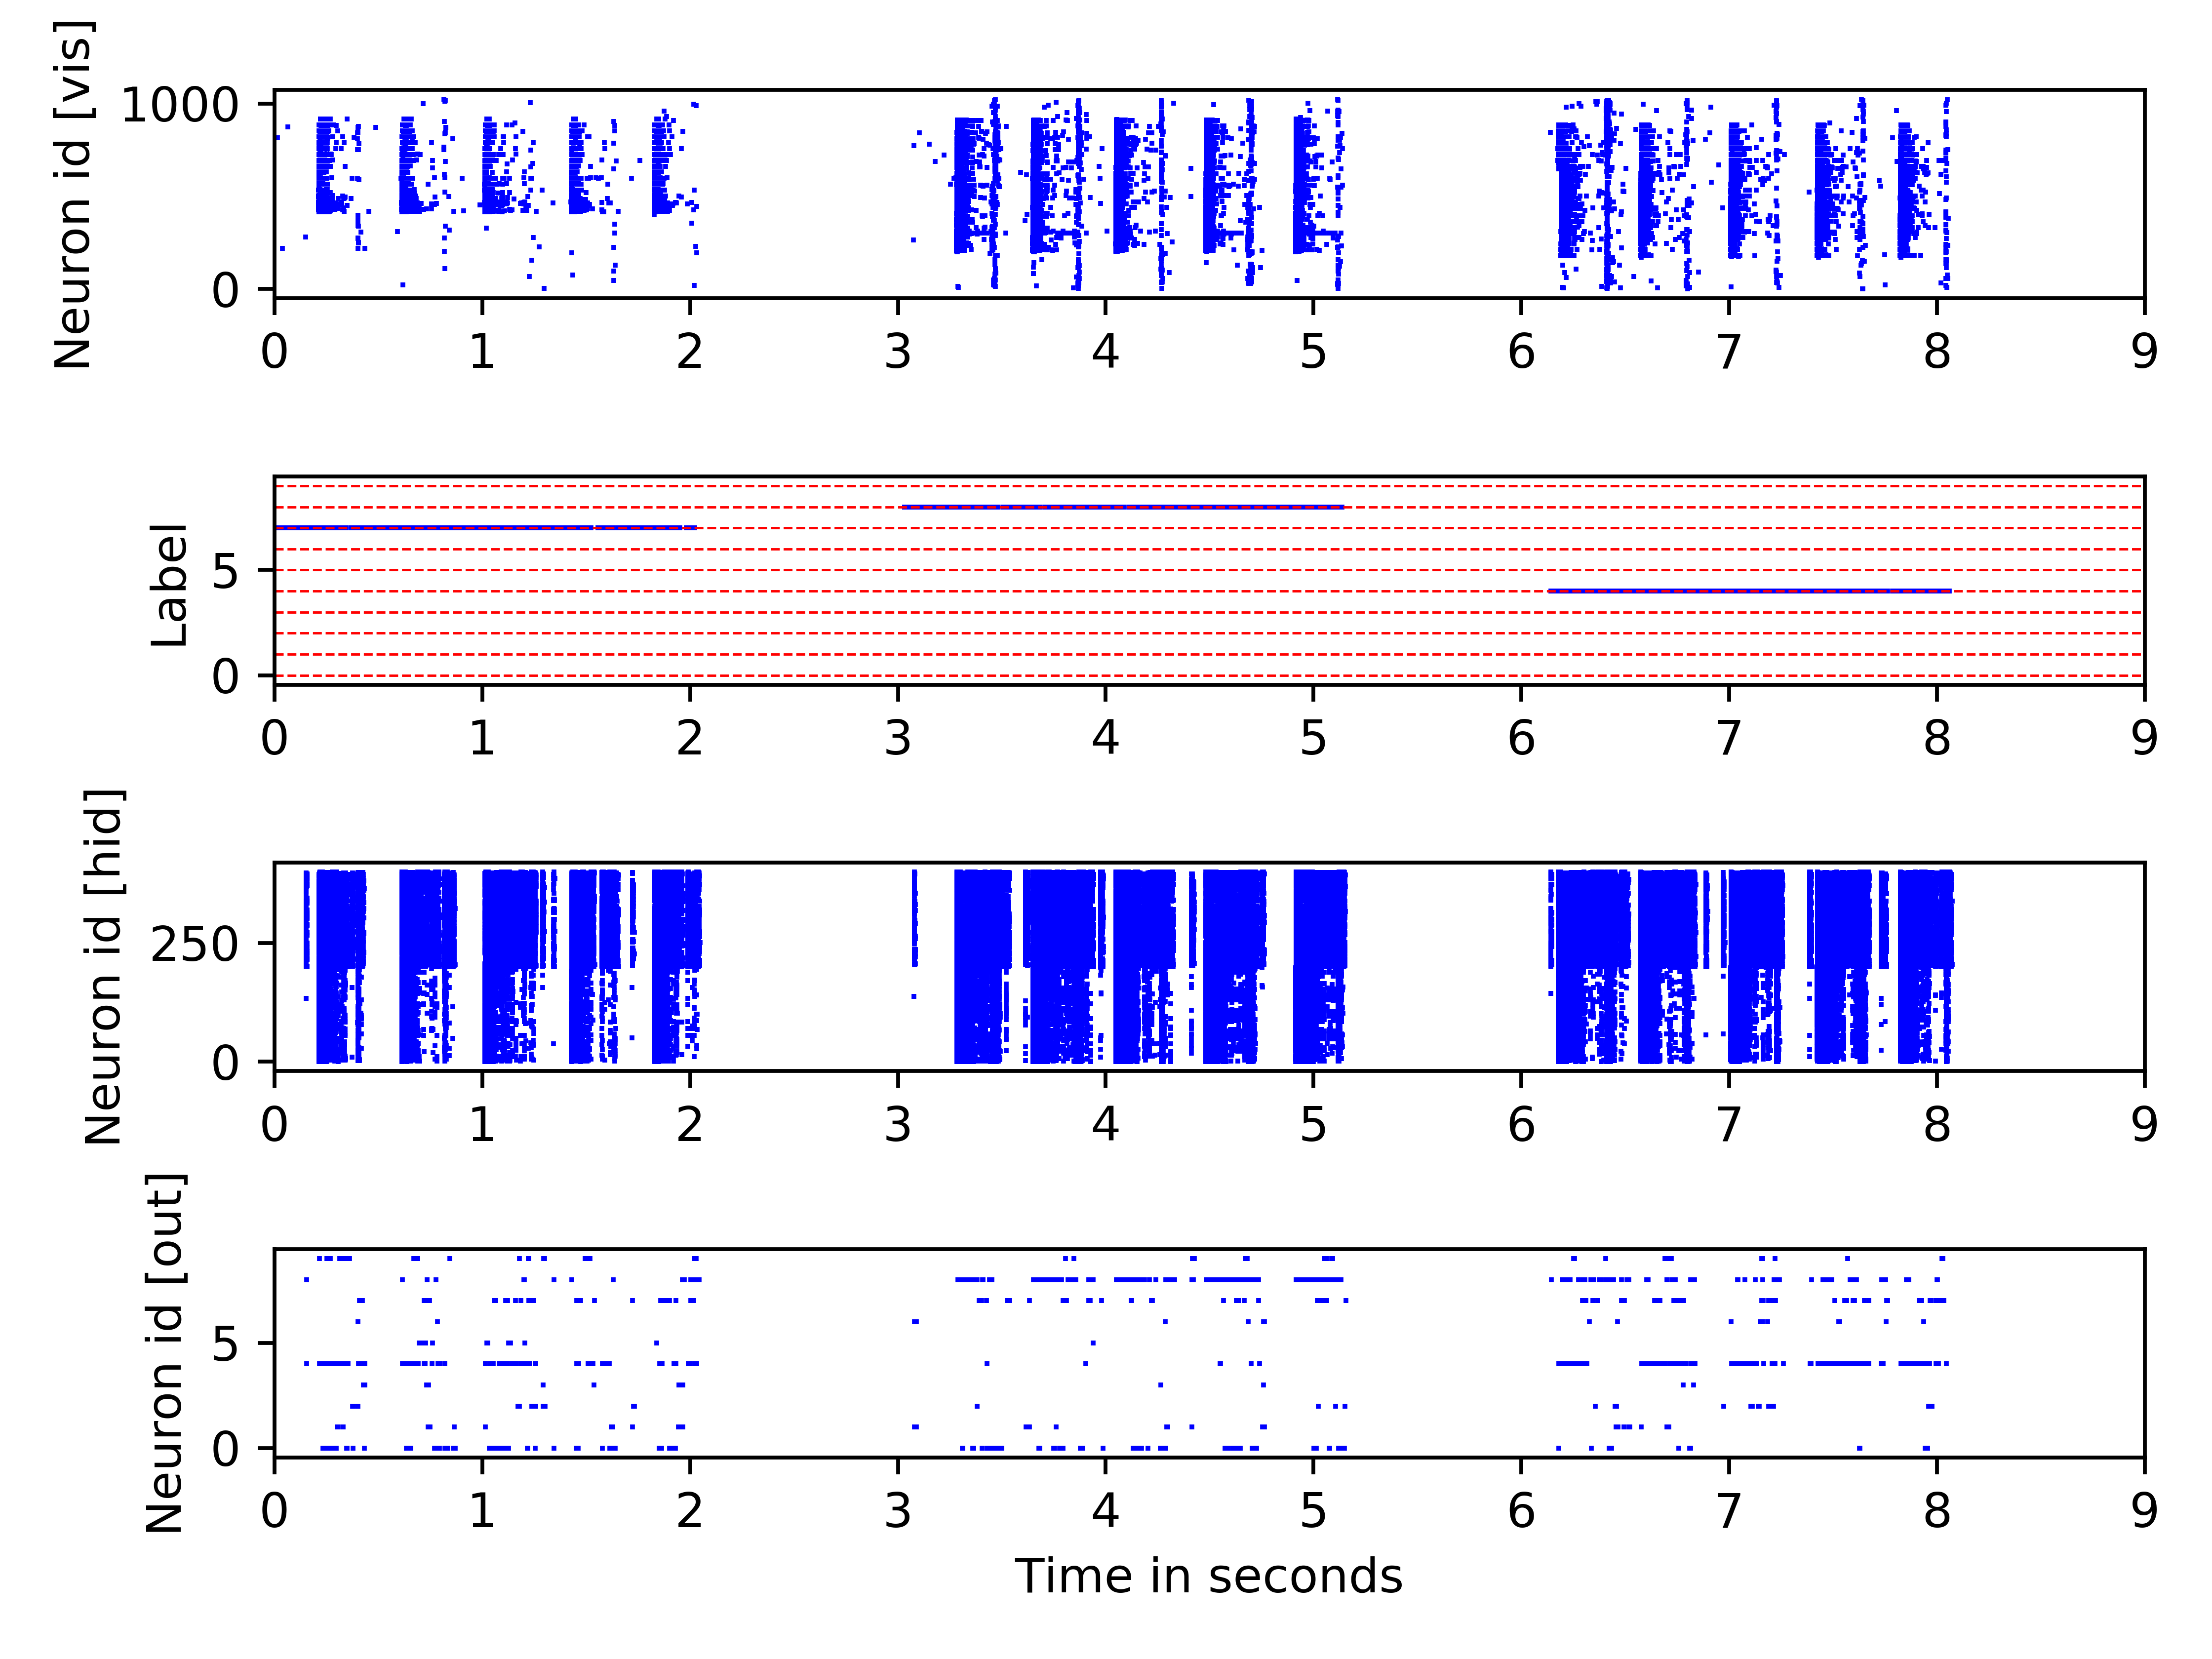 Neuron id [vis]
1000
0
0 1 2 3 4 5 6 7 8 9
Label
5
0
0 1 2 3 4 5 6 7 8 9
Neuron id [hid]
250
0
0 1 2 3 4 5 6 7 8 9
Neuron id [out]
5
0
0 1 2 3 4 5 6 7 8 9
Time in seconds